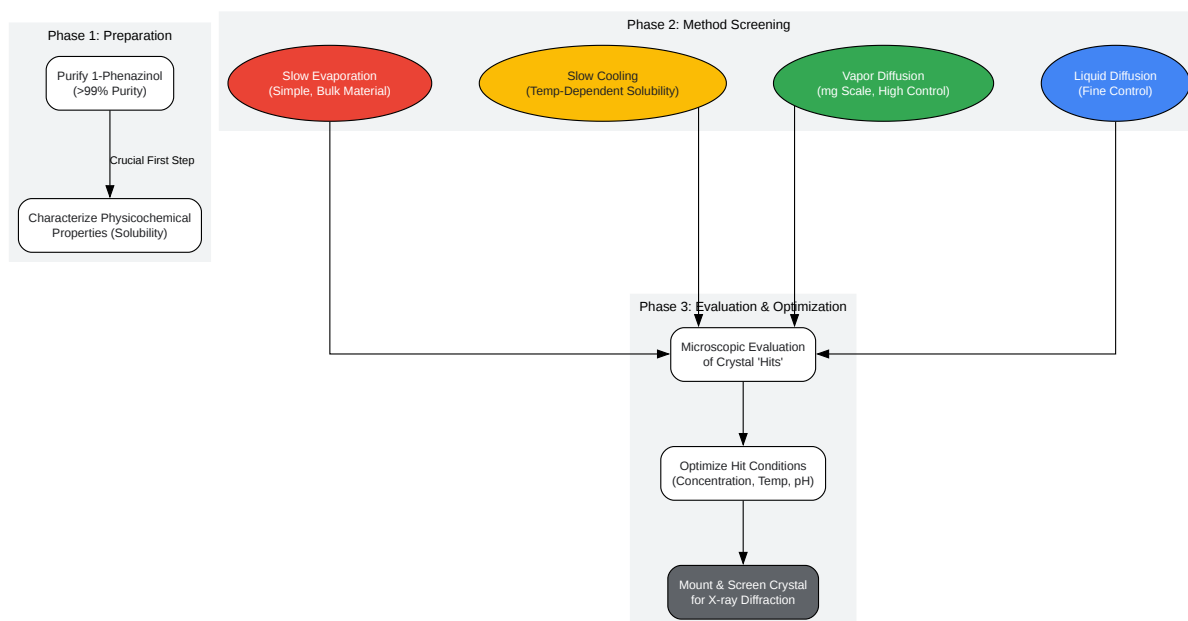 Phase 1: Preparation
Purify 1-Phenazinol
(>99% Purity)
Crucial First Step
Characterize Physicochemical
Properties (Solubility)
Phase 2: Method Screening
Slow Evaporation
(Simple, Bulk Material)
Slow Cooling
(Temp-Dependent Solubility)
Vapor Diffusion
(mg Scale, High Control)
Liquid Diffusion
(Fine Control)
Phase 3: Evaluation & Optimization
Microscopic Evaluation
of Crystal 'Hits'
Optimize Hit Conditions
(Concentration, Temp, pH)
Mount & Screen Crystal
for X-ray Diffraction